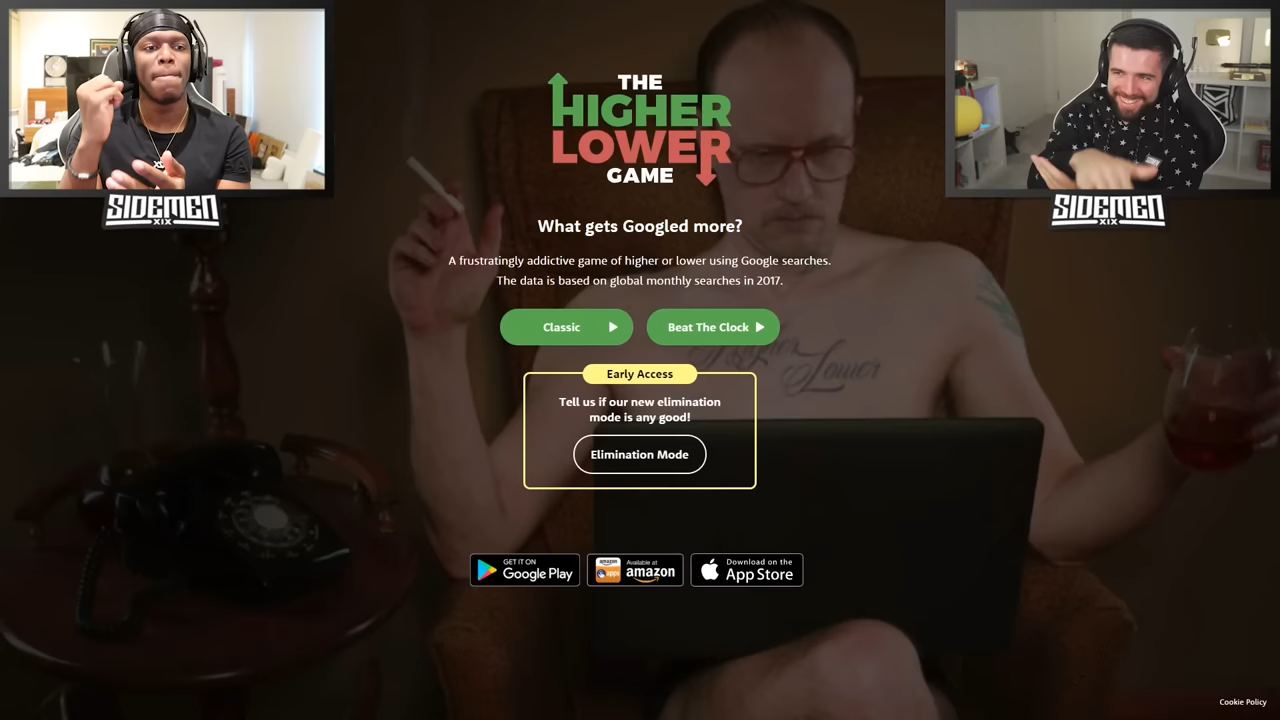 THE
HIGHER
LOWER
GAME
SIDEMEN
XIX
SIDEMEN
XIX
What gets Googled more?
A frustratingly addictive game of higher or lower using Google searches.
The data is based on global monthly searches in 2017.
Classic
Beat The Clock
Lower
Early Access
Tell us if our new elimination
mode is any good!
Elimination Mode
GET IT ON
Google Play
amazon
apps
Available at
amazon
Download on the
App Store
Cookie Policy